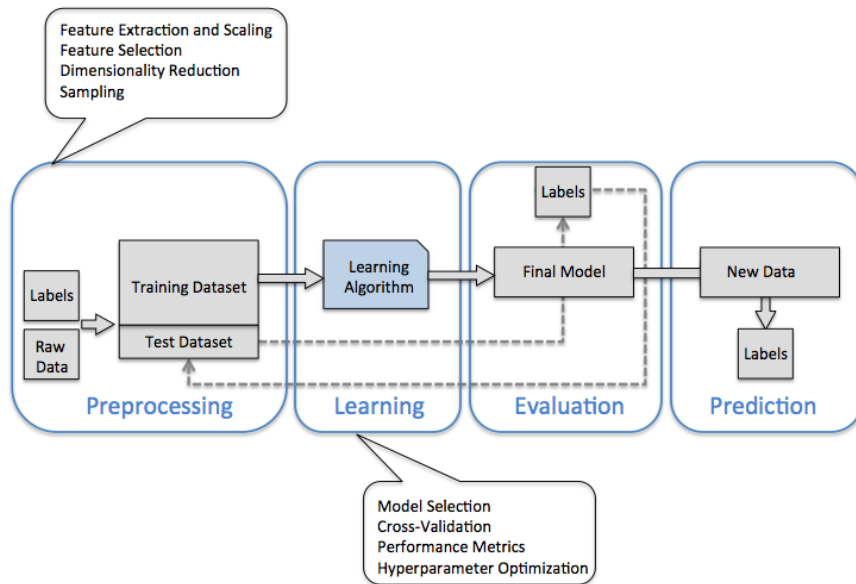 Feature Extraction and Scaling
Feature Selection
Dimensionality Reduction
Sampling
Labels
Raw
Data
Training Dataset
Test Dataset
Preprocessing
Learning
Algorithm
Learning
Labels
Final Model
Evaluation
New Data
Labels
Prediction
Model Selection
Cross-Validation
Performance Metrics
Hyperparameter Optimization